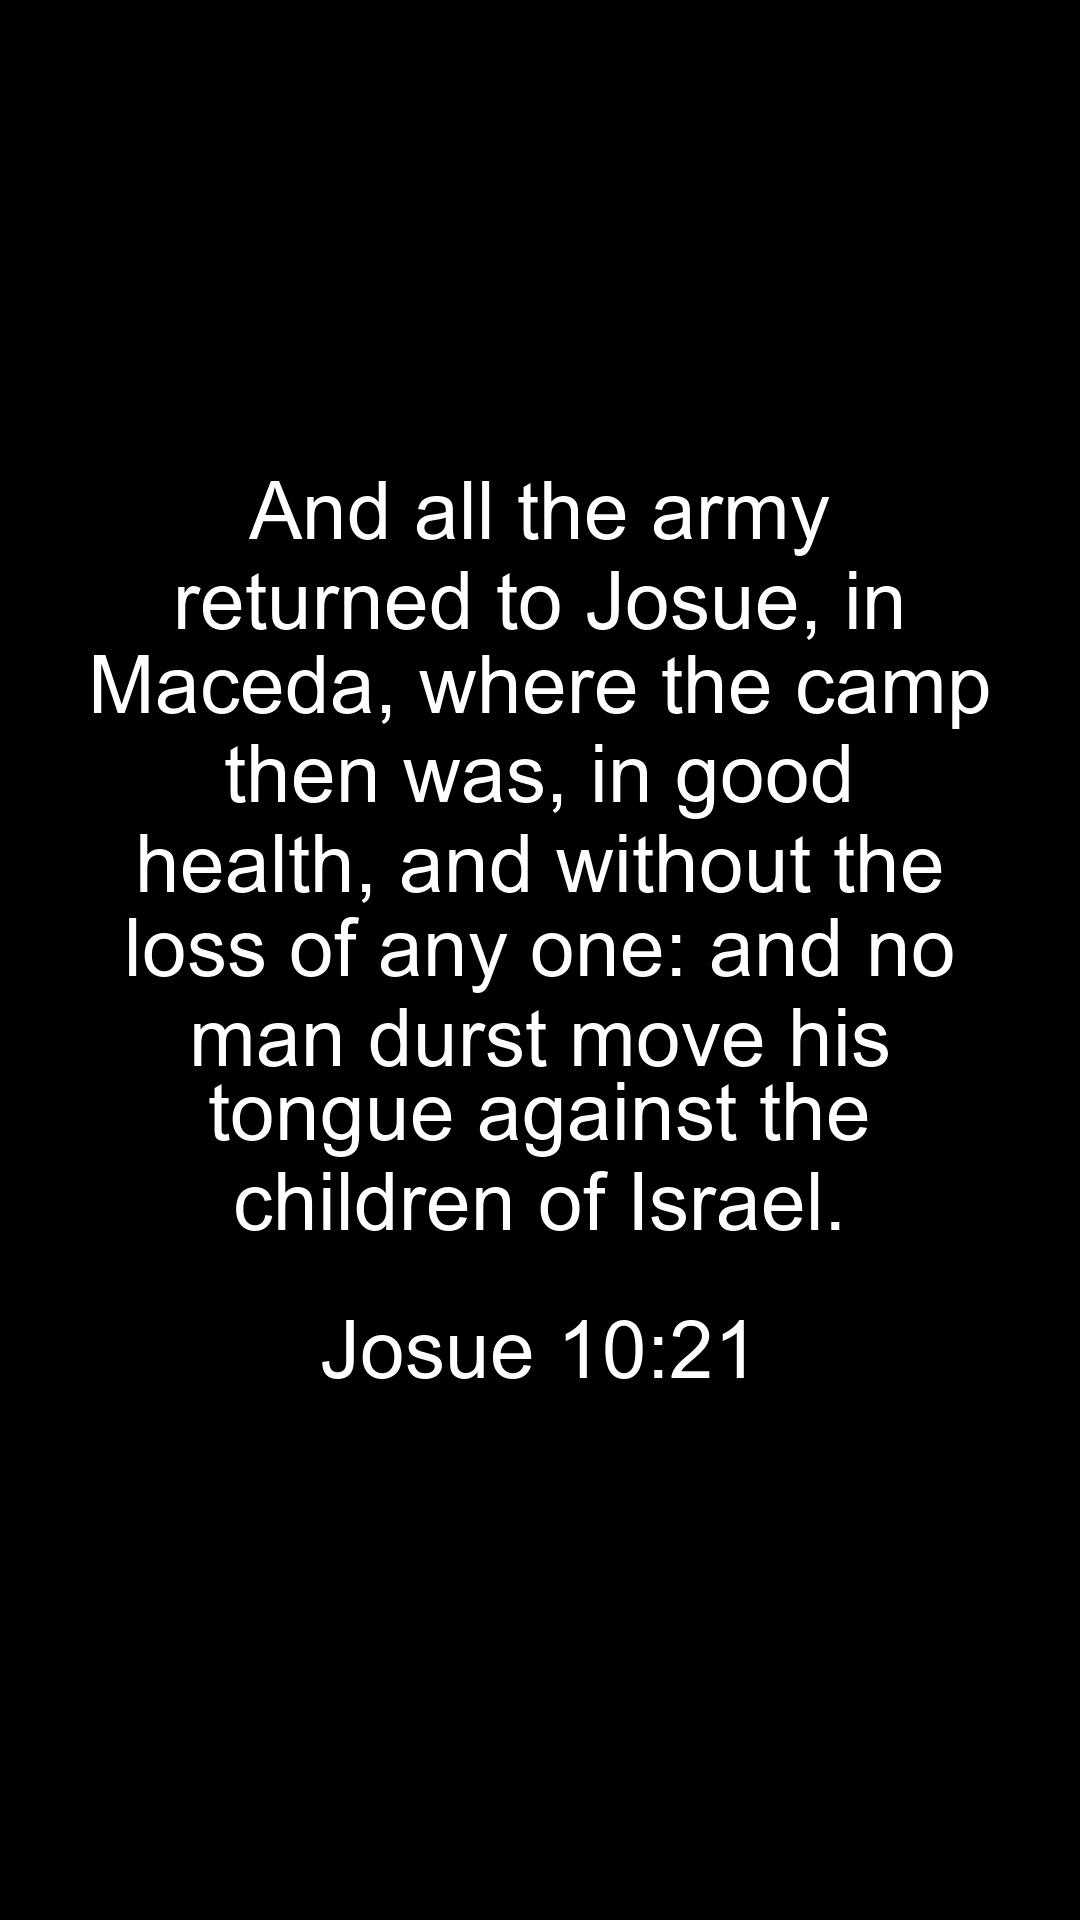 And all the army
returned to Josue, in
Maceda, where the camp
then was, in good
health, and without the
loss of any one: and no
man durst move his
tongue against the
children of Israel.
Josue 10:21